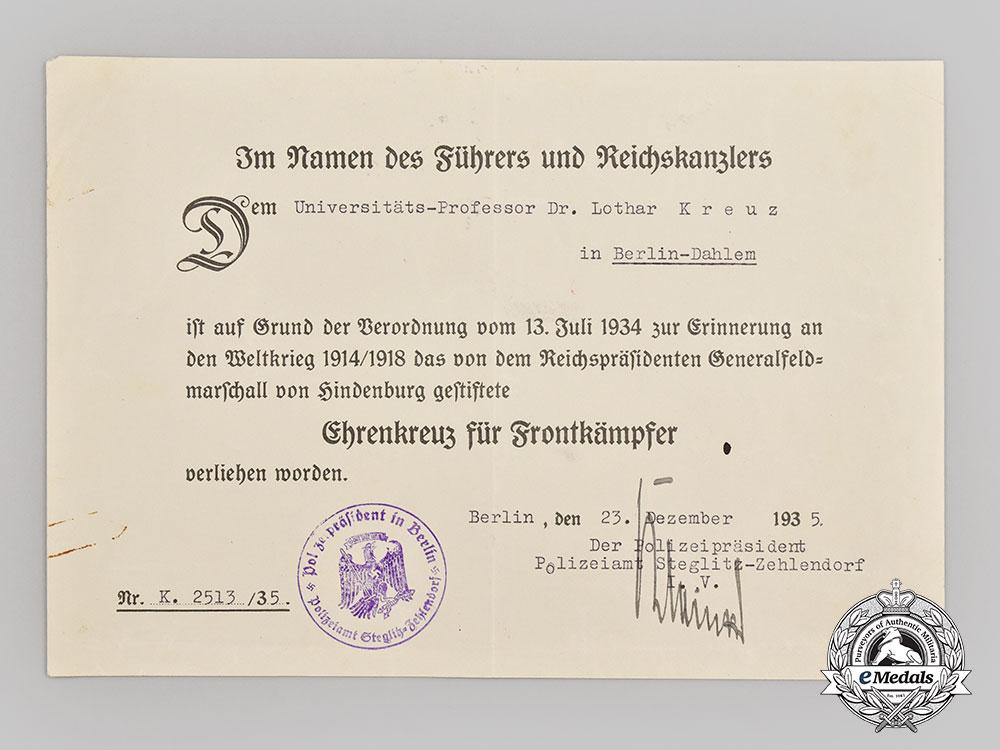 Im Namen des Führers und Reichskanzlers
Dem Universitäts-Professor Dr. Lothar K r e u z
in Berlin-Dahlem
ist auf Grund der Verordnung vom 13. Juli 1934 zur Erinnerung an
den Weltkrieg 1914/1918 das von dem Reichspräsidenten Generalfeld-
marschall von Hindenburg gestiftete
Ehrenkreuz für Frontkämpfer
verliehen worden.
Berlin, den 23. Dezember 1935.
Der Polizeipräsident
Polizeiamt Steglitz-Zehlendorf
V.
Nr. K. 2513 /35.
Polizeipräsident in Berlin
Polizeiamt Steglitz-Zehlendorf
Purveyors of Authentic Militaria
eMedals